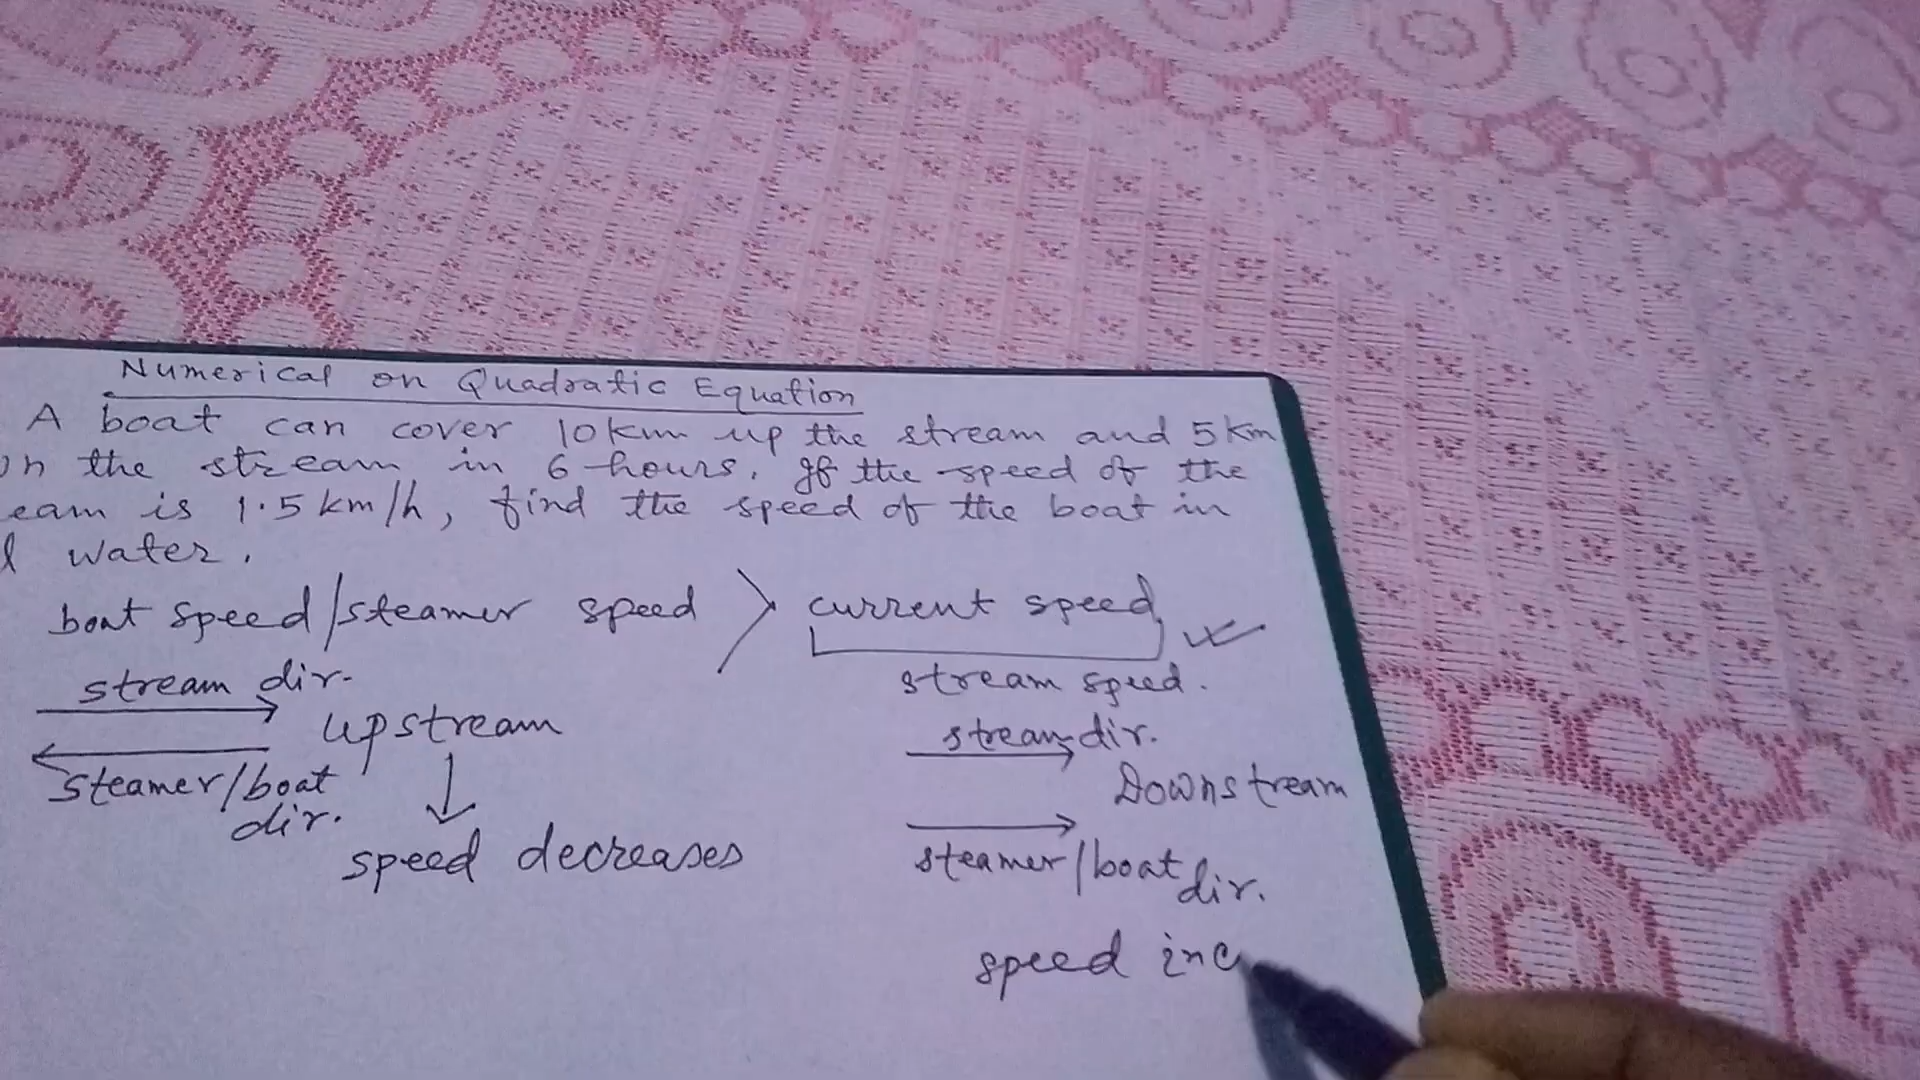 Numerical on Quadratic Equation
A boat can cover 10 km up the stream and 5 km
the stream in 6 hours. If the speed of the
eam is 1.5 km/h, find the speed of the boat in
l water.
boat speed/steamer speed > current speed
stream speed.
stream dir.
upstream
steamer/boat
dir.
speed decreases
stream dir.
Downstream
steamer/boat dir.
speed inc